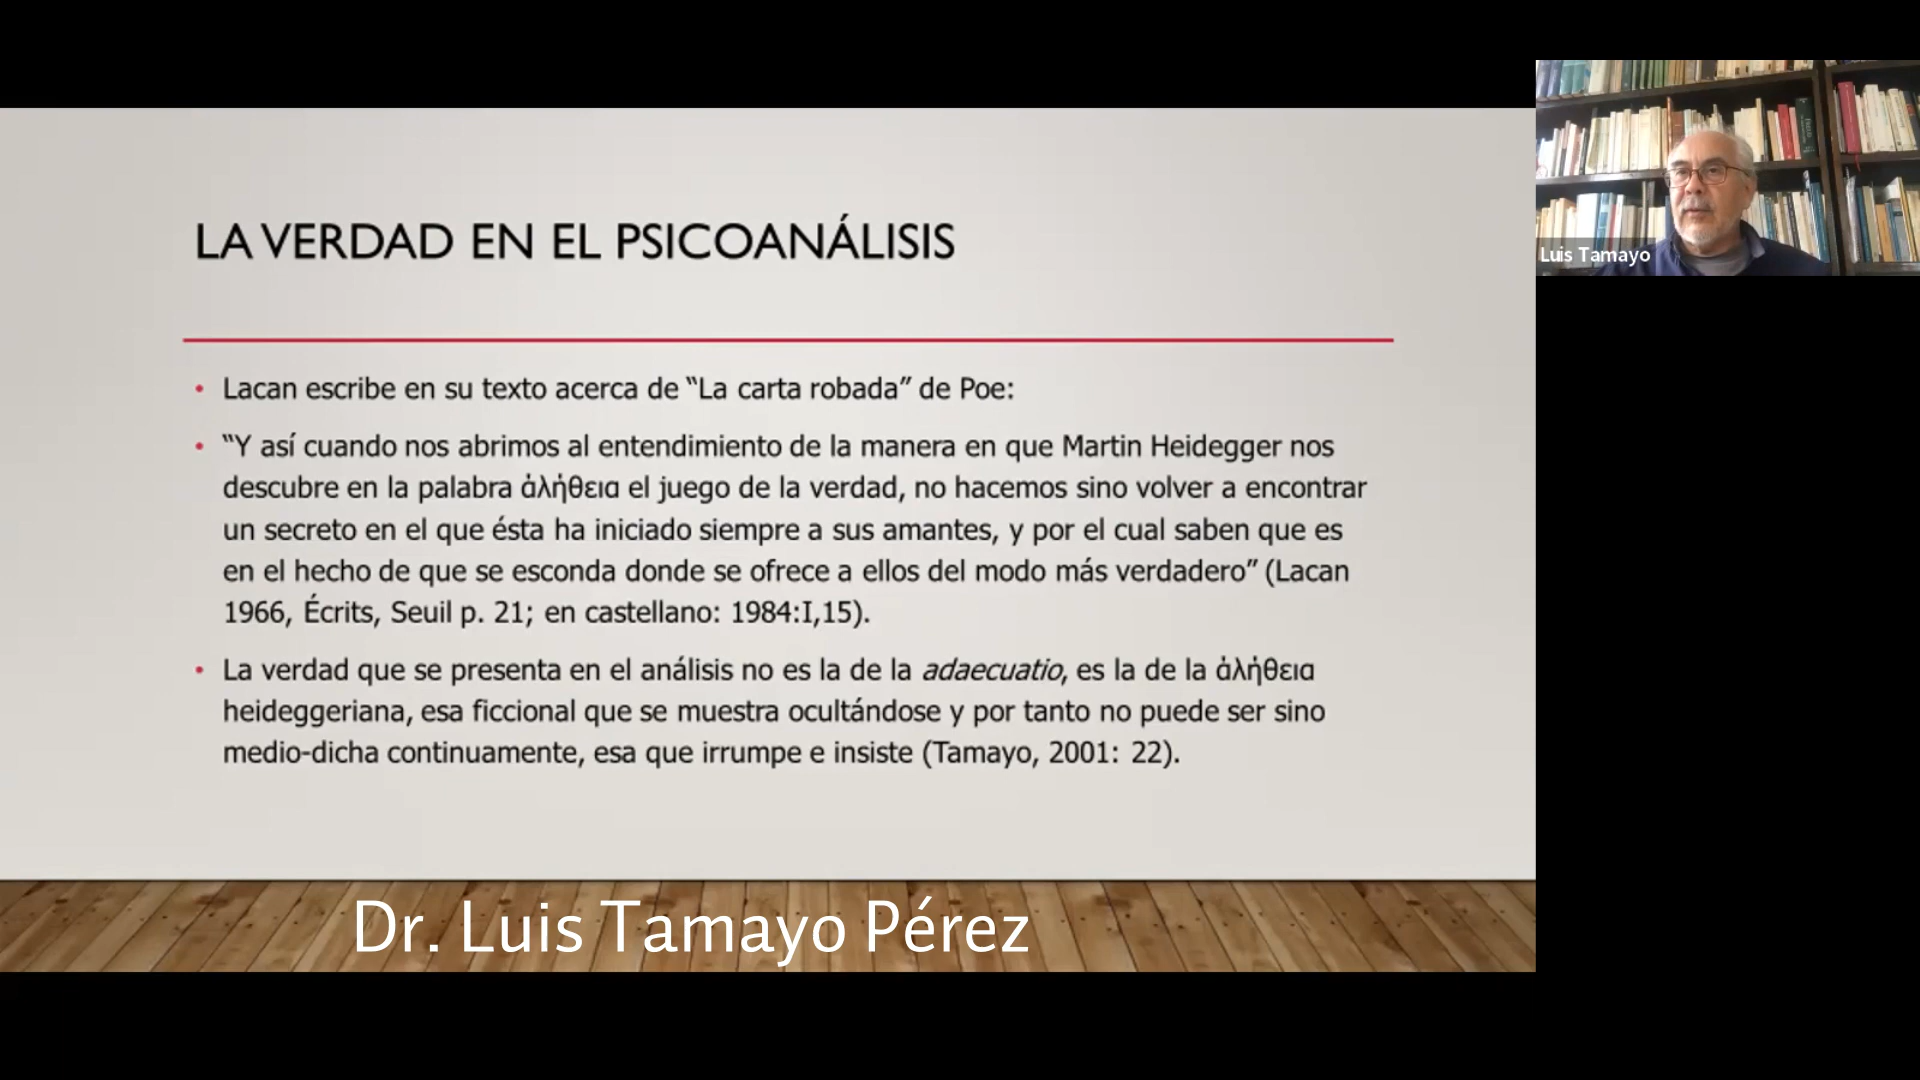 LA VERDAD EN EL PSICOANÁLISIS
• Lacan escribe en su texto acerca de “La carta robada” de Poe:
• “Y así cuando nos abrimos al entendimiento de la manera en que Martin Heidegger nos
descubre en la palabra ἀλήθεια el juego de la verdad, no hacemos sino volver a encontrar
un secreto en el que ésta ha iniciado siempre a sus amantes, y por el cual saben que es
en el hecho de que se esconda donde se ofrece a ellos del modo más verdadero” (Lacan
1966, Écrits, Seuil p. 21; en castellano: 1984:I,15).
• La verdad que se presenta en el análisis no es la de la adaecuatio, es la de la ἀλήθεια
heideggeriana, esa ficcional que se muestra ocultándose y por tanto no puede ser sino
medio-dicha continuamente, esa que irrumpe e insiste (Tamayo, 2001: 22).
Dr. Luis Tamayo Pérez
Luis Tamayo